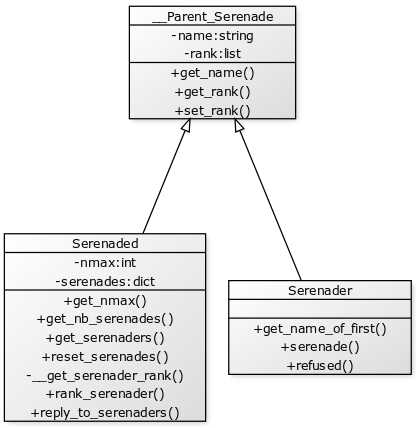 __Parent_Serenade
-name:string
-rank:list
+get_name()
+get_rank()
+set_rank()
Serenaded
-nmax:int
-serenades:dict
+get_nmax()
+get_nb_serenades()
+get_serenaders()
+reset_serenades()
-__get_serenader_rank()
+rank_serenader()
+reply_to_serenaders()
Serenader
+get_name_of_first()
+serenade()
+refused()